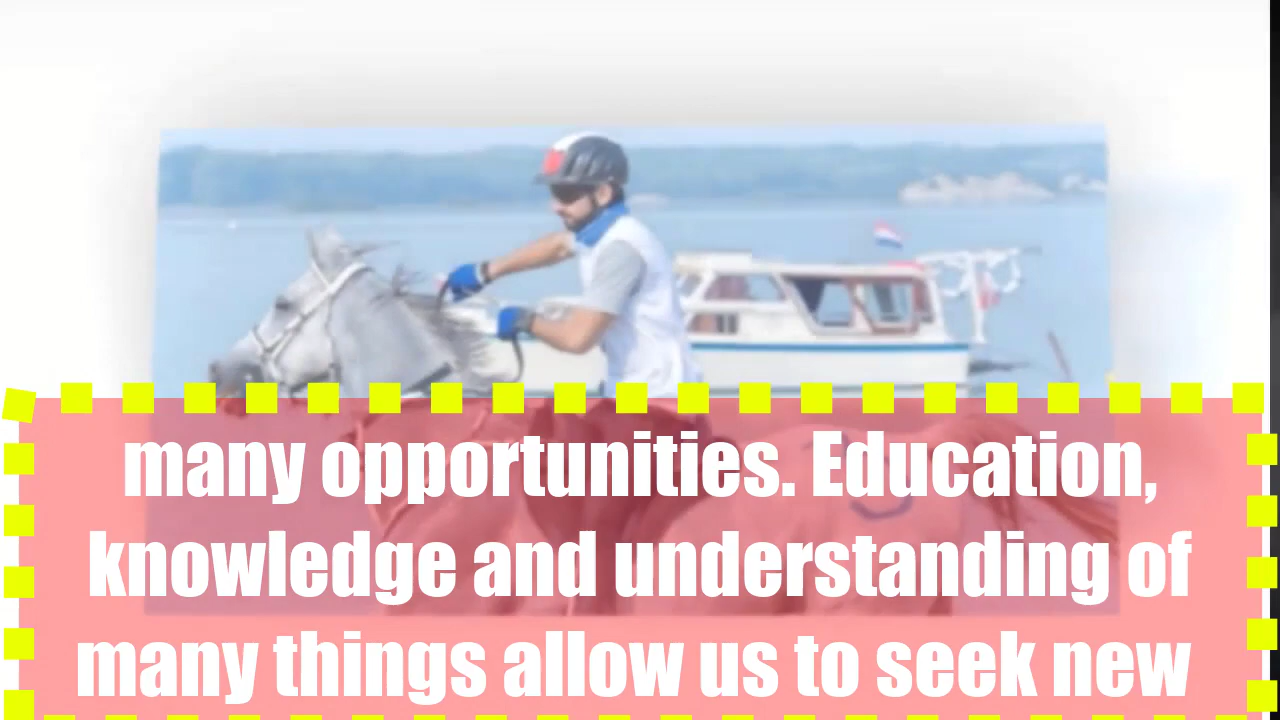 many opportunities. Education,
knowledge and understanding of
many things allow us to seek new